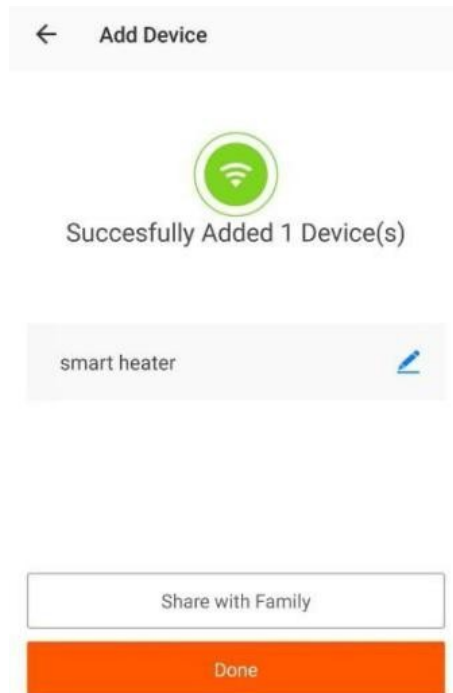 Add Device
Succesfully Added 1 Device(s)
smart heater
Share with Family
Done